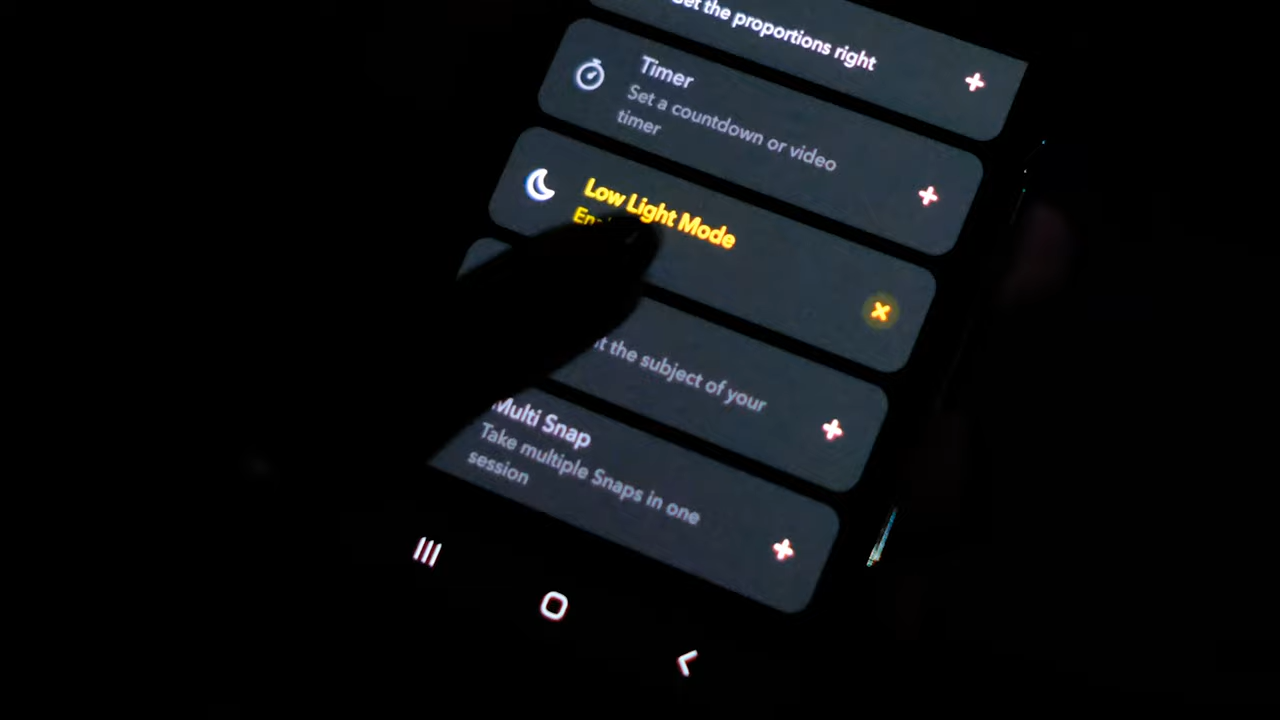 the proportions right
Timer
Set a countdown or video
timer
Low Light Mode
the subject of your
Multi Snap
Take multiple Snaps in one
session